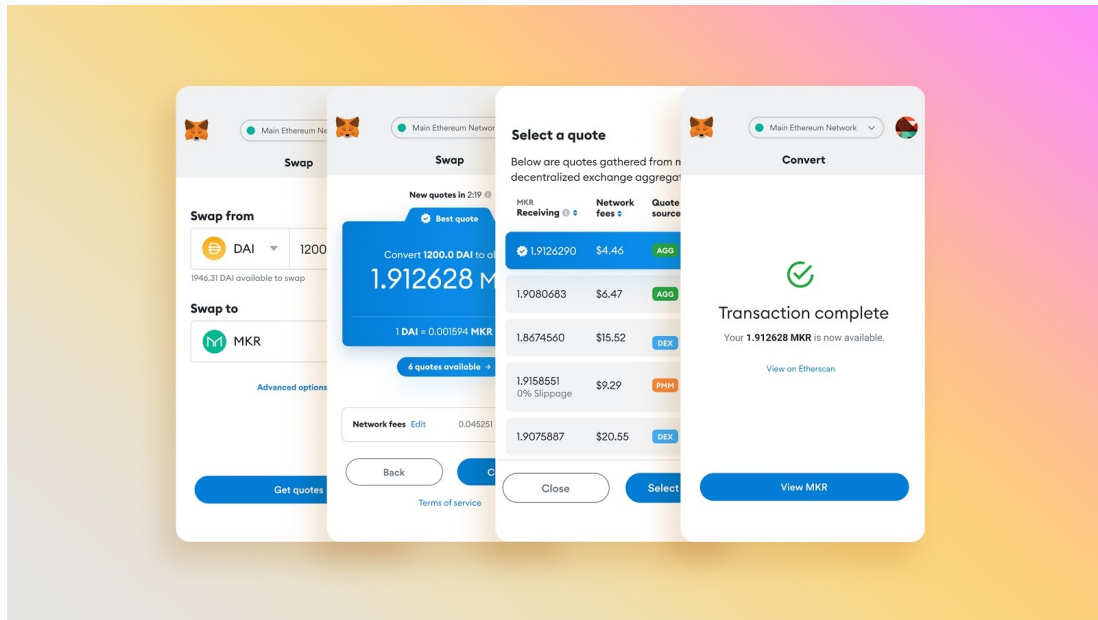 Main Ethereum Ne
Swap
Swap from
DAI
1200
1946.31 DAI available to swap
Swap to
MKR
Advanced options
Get quotes
Main Ethereum Networ
Swap
New quotes in 2:19
Best quote
Convert 1200.0 DAI to a
1.912628 M
1 DAI = 0.001594 MKR
6 quotes available →
Network fees Edit 0.045251
Back
C
Terms of service
Select a quote
Below are quotes gathered from m
decentralized exchange aggregat
MKR
Receiving
Network
fees
Quote
source
1.9126290 $4.46 AGG
1.9080683 $6.47 AGG
1.8674560 $15.52 DEX
1.9158551 $9.29 PMM
0% Slippage
1.9075887 $20.55 DEX
Close
Select
Main Ethereum Network
Convert
Transaction complete
Your 1.912628 MKR is now available.
View on Etherscan
View MKR